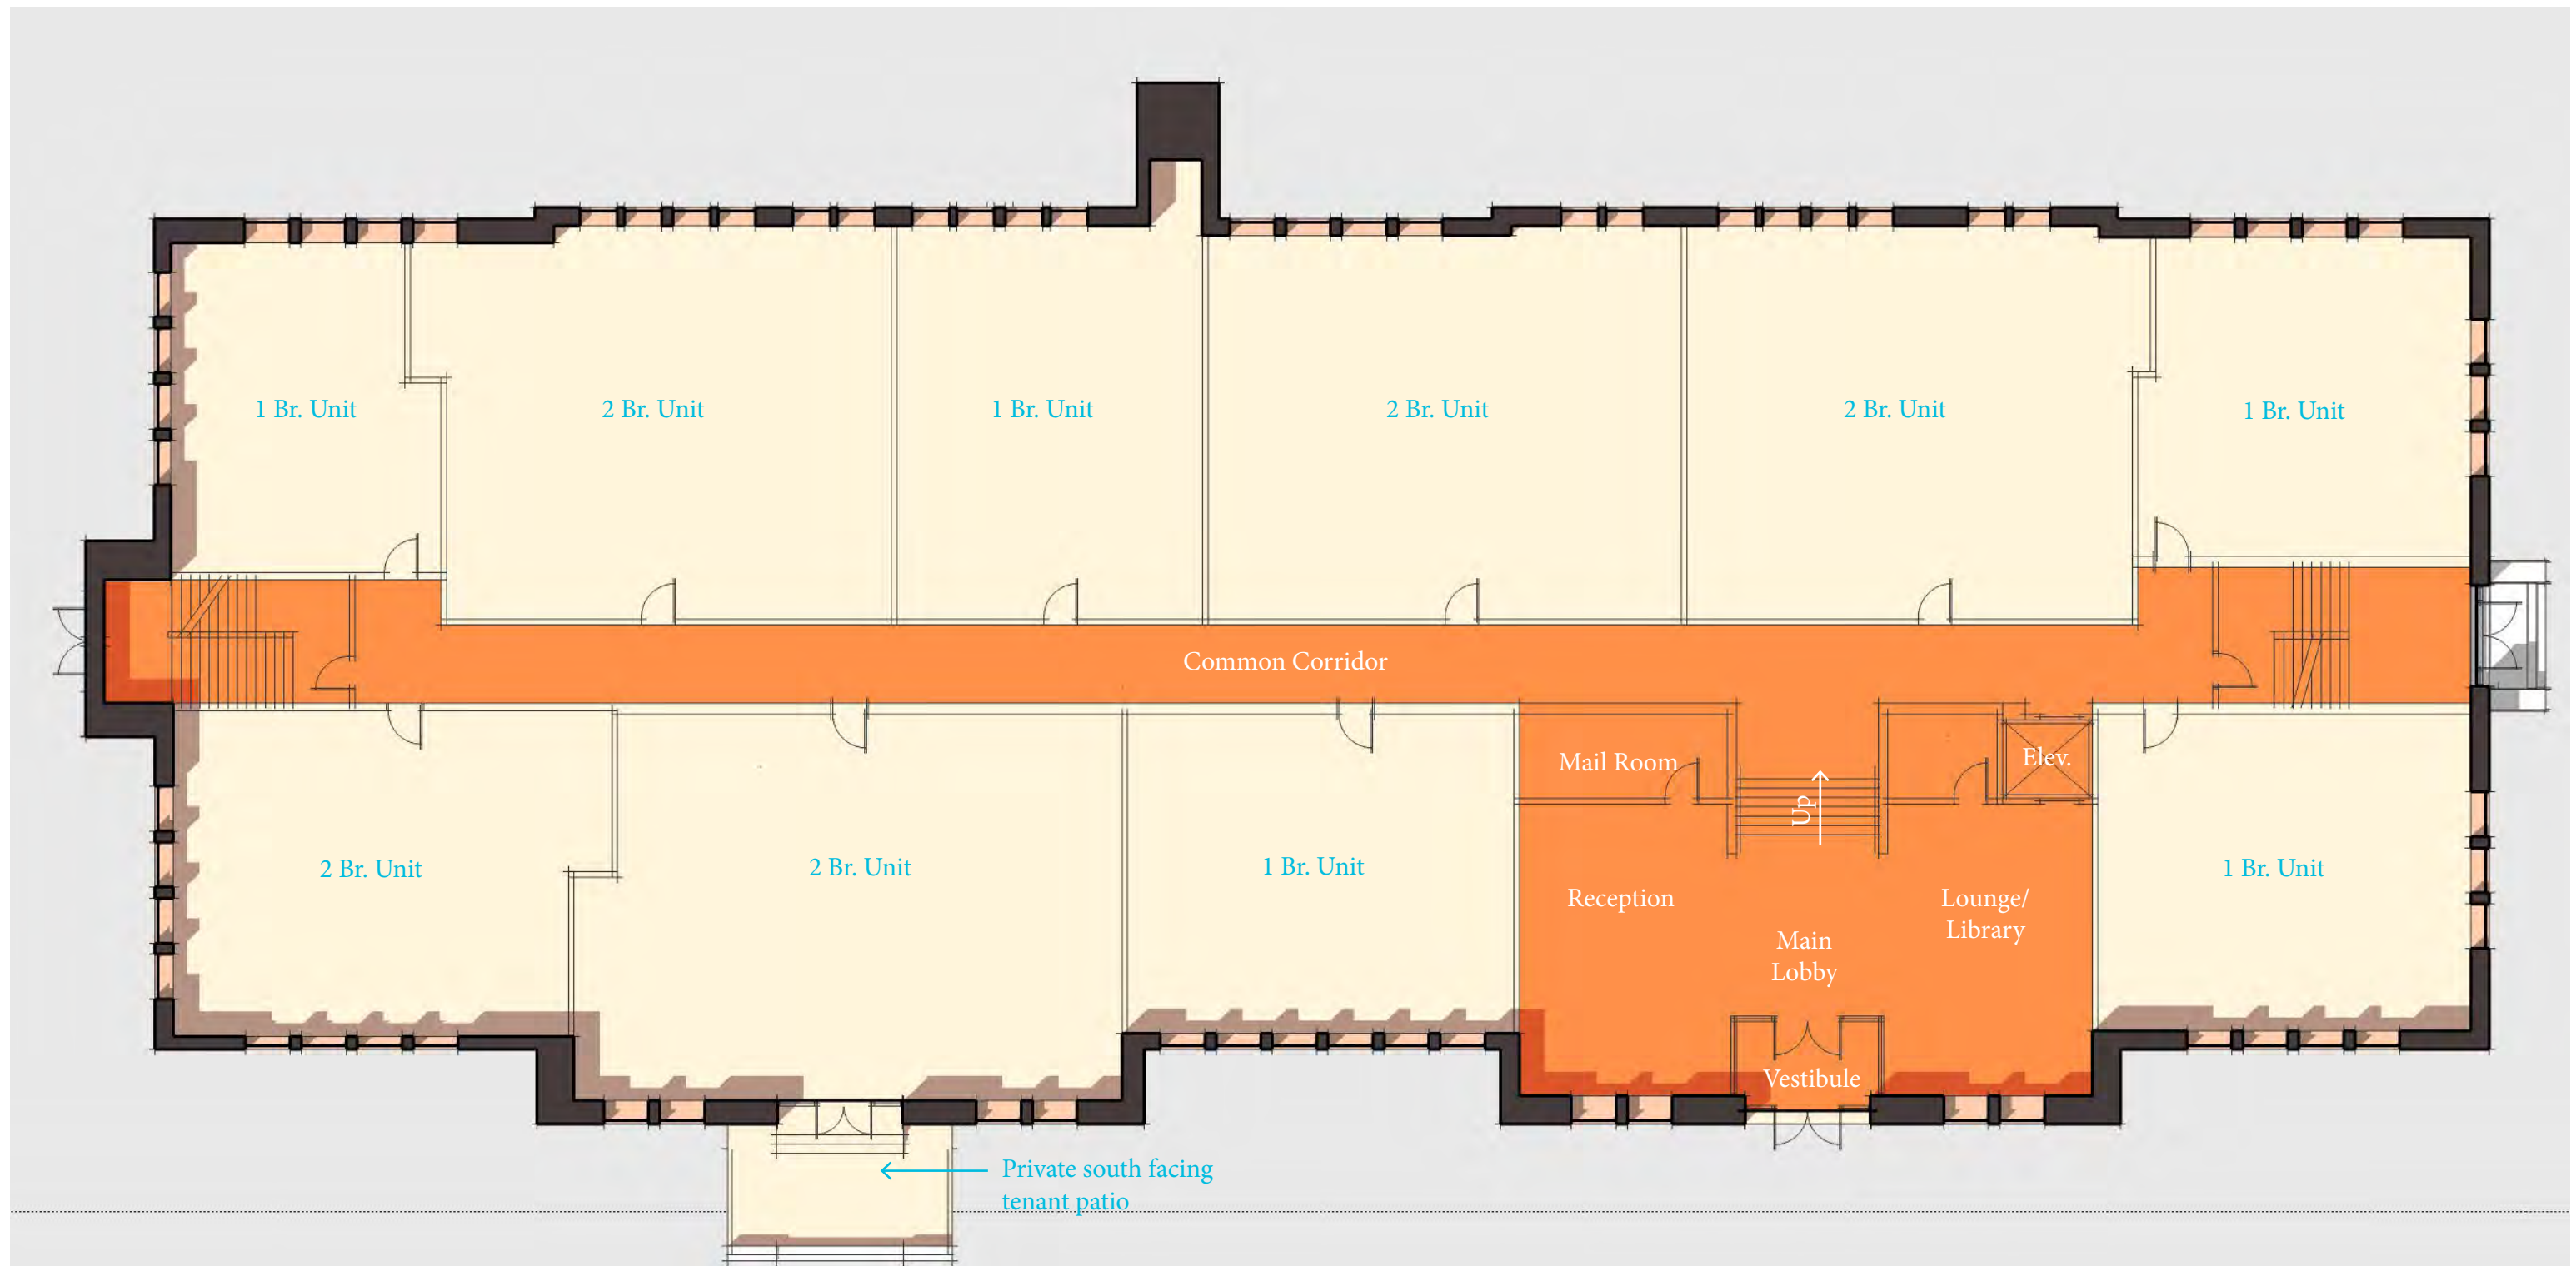 1 Br. Unit
2 Br. Unit
1 Br. Unit
2 Br. Unit
2 Br. Unit
1 Br. Unit
Common Corridor
Mail Room
Elev.
Up
2 Br. Unit
2 Br. Unit
1 Br. Unit
1 Br. Unit
Reception
Lounge/
Library
Main
Lobby
Vestibule
Private south facing
tenant patio